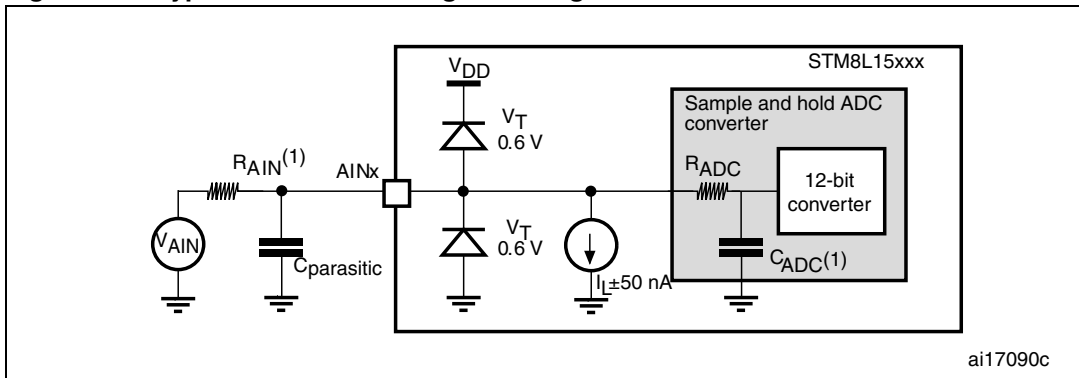 STM8L15xxx
VDD
Sample and hold ADC
converter
VT
0.6 V
RAIN(1)
AINx
RADC
12-bit
converter
VAIN
VT
0.6 V
Cparasitic
IL±50 nA
CADC(1)
ai17090c